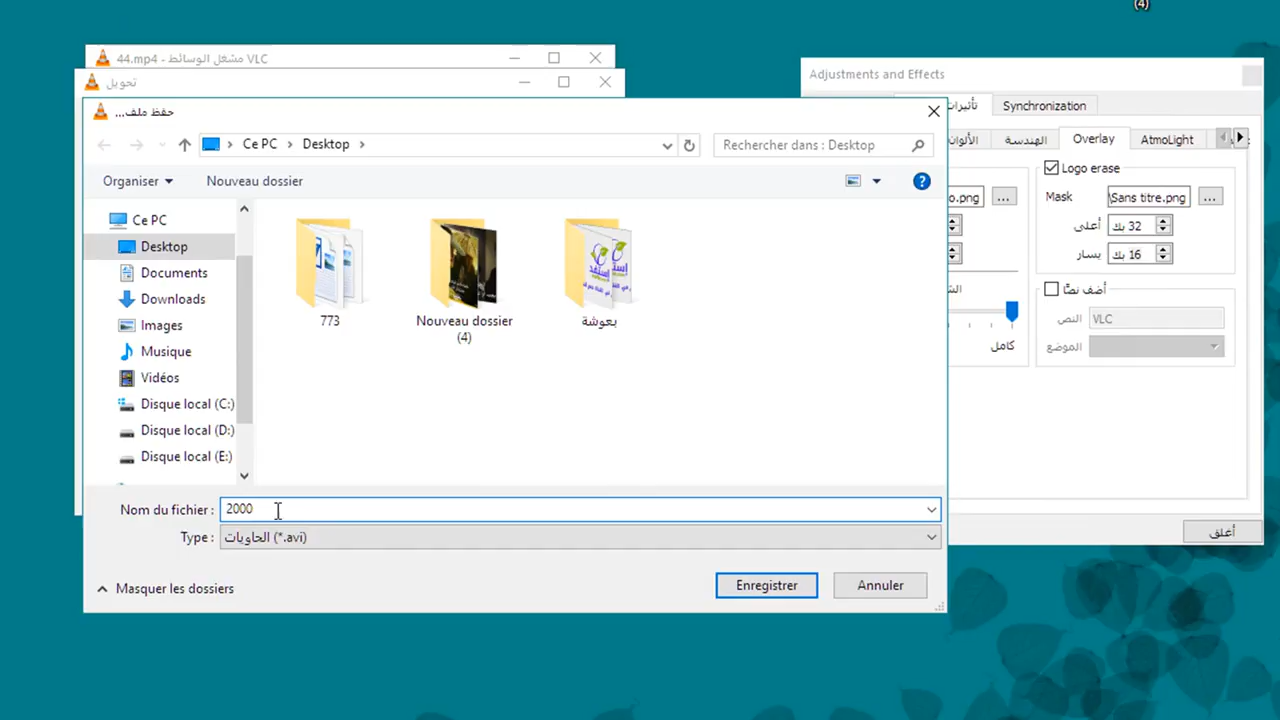 (4)
44.mp4 - مشغل الوسائط VLC
تحويل
حفظ ملف...
Ce PC
Desktop
Rechercher dans : Desktop
Organiser
Nouveau dossier
Ce PC
Desktop
Documents
Downloads
Images
Musique
Vidéos
Disque local (C:)
Disque local (D:)
Disque local (E:)
773
Nouveau dossier
(4)
بعوشة
Nom du fichier :
2000
Type :
الحاويات (*.avi)
Masquer les dossiers
Enregistrer
Annuler
Adjustments and Effects
Synchronization
الهندسة
Overlay
AtmoLight
o.png
...
Logo erase
Mask
\Sans titre.png
...
أعلى
32 بك
يسار
16 بك
كامل
أضف نصًّا
النص
VLC
الموضع
أغلق